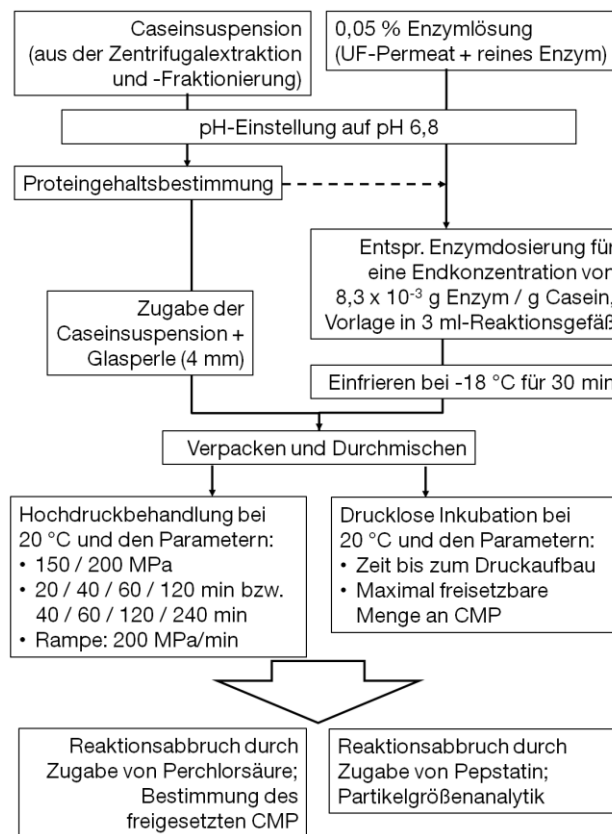 Caseinsuspension
(aus der Zentrifugalextraktion
und -Fraktionierung)
0,05 % Enzymlösung
(UF-Permeat + reines Enzym)
pH-Einstellung auf pH 6,8
Proteingehaltsbestimmung
Entspr. Enzymdosierung für
eine Endkonzentration von
8,3 x 10⁻³ g Enzym / g Casein,
Vorlage in 3 ml-Reaktionsgefäß
Zugabe der
Caseinsuspension +
Glasperle (4 mm)
Einfrieren bei -18 °C für 30 min
Verpacken und Durchmischen
Hochdruckbehandlung bei
20 °C und den Parametern:
• 150 / 200 MPa
• 20 / 40 / 60 / 120 min bzw.
40 / 60 / 120 / 240 min
• Rampe: 200 MPa/min
Drucklose Inkubation bei
20 °C und den Parametern:
• Zeit bis zum Druckaufbau
• Maximal freisetzbare
Menge an CMP
Reaktionsabbruch durch
Zugabe von Perchlorsäure;
Bestimmung des
freigesetzten CMP
Reaktionsabbruch durch
Zugabe von Pepstatin;
Partikelgrößenanalytik